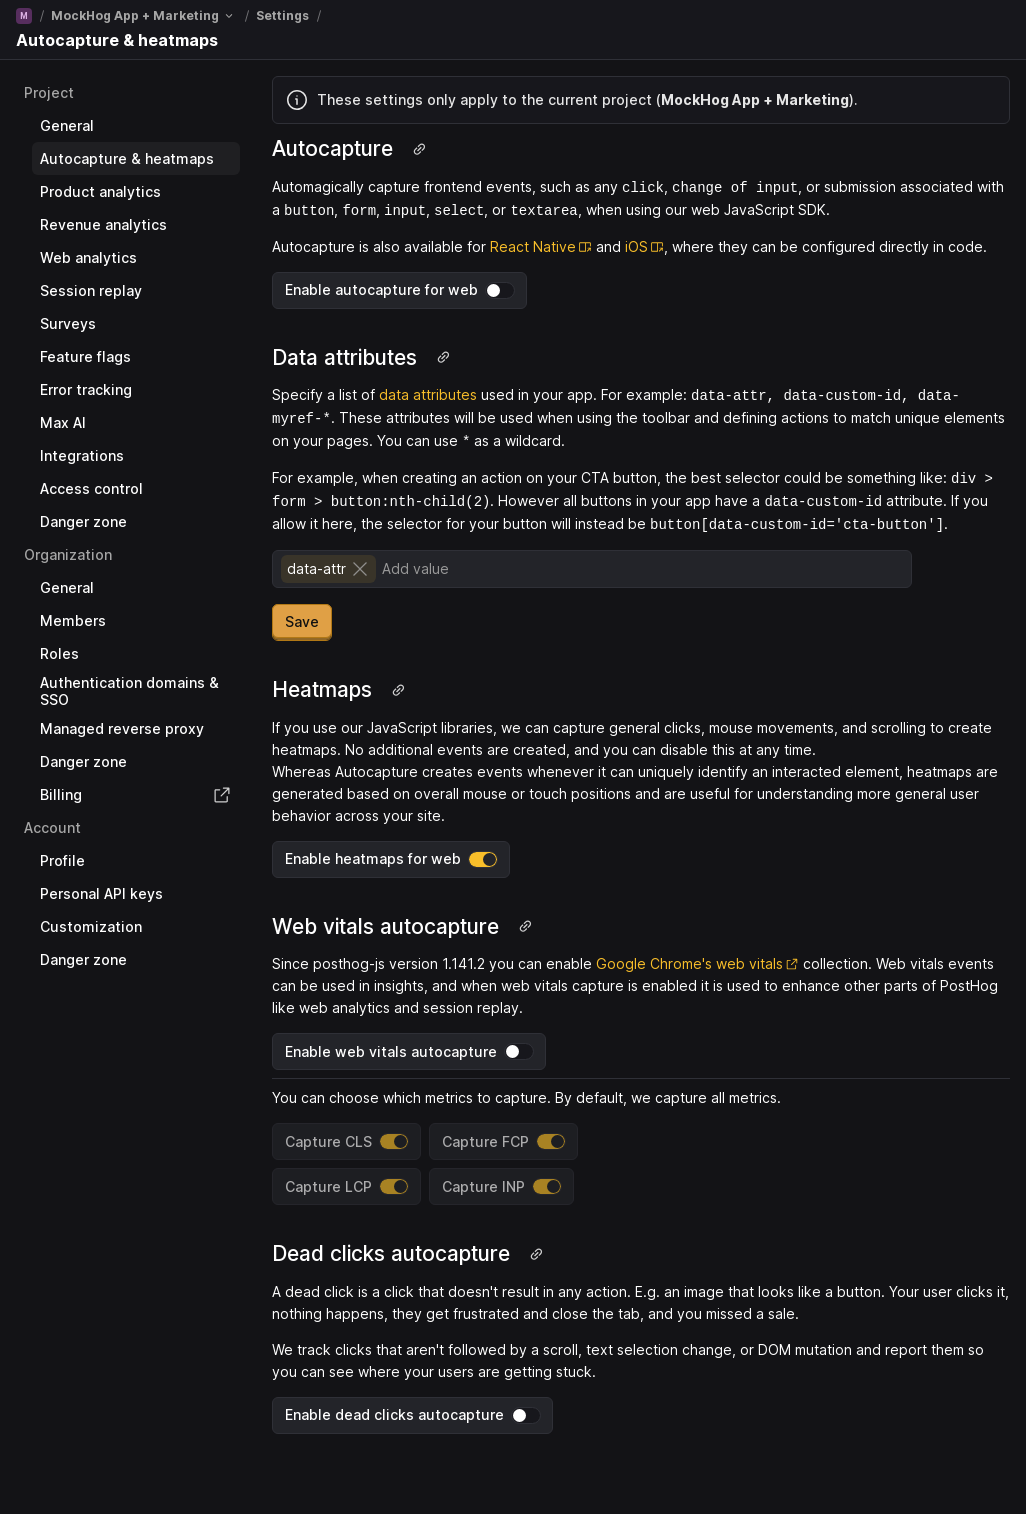 M / MockHog App + Marketing / Settings /
Autocapture & heatmaps
Project
General
Autocapture & heatmaps
Product analytics
Revenue analytics
Web analytics
Session replay
Surveys
Feature flags
Error tracking
Max AI
Integrations
Access control
Danger zone
Organization
General
Members
Roles
Authentication domains &
SSO
Managed reverse proxy
Danger zone
Billing
Account
Profile
Personal API keys
Customization
Danger zone
These settings only apply to the current project (MockHog App + Marketing).
Autocapture
Automagically capture frontend events, such as any click, change of input, or submission associated with
a button, form, input, select, or textarea, when using our web JavaScript SDK.
Autocapture is also available for React Native and iOS, where they can be configured directly in code.
Enable autocapture for web
Data attributes
Specify a list of data attributes used in your app. For example: data-attr, data-custom-id, data-
myref-*. These attributes will be used when using the toolbar and defining actions to match unique elements
on your pages. You can use * as a wildcard.
For example, when creating an action on your CTA button, the best selector could be something like: div >
form > button:nth-child(2). However all buttons in your app have a data-custom-id attribute. If you
allow it here, the selector for your button will instead be button[data-custom-id='cta-button'].
data-attr Add value
Save
Heatmaps
If you use our JavaScript libraries, we can capture general clicks, mouse movements, and scrolling to create
heatmaps. No additional events are created, and you can disable this at any time.
Whereas Autocapture creates events whenever it can uniquely identify an interacted element, heatmaps are
generated based on overall mouse or touch positions and are useful for understanding more general user
behavior across your site.
Enable heatmaps for web
Web vitals autocapture
Since posthog-js version 1.141.2 you can enable Google Chrome's web vitals collection. Web vitals events
can be used in insights, and when web vitals capture is enabled it is used to enhance other parts of PostHog
like web analytics and session replay.
Enable web vitals autocapture
You can choose which metrics to capture. By default, we capture all metrics.
Capture CLS Capture FCP
Capture LCP Capture INP
Dead clicks autocapture
A dead click is a click that doesn't result in any action. E.g. an image that looks like a button. Your user clicks it,
nothing happens, they get frustrated and close the tab, and you missed a sale.
We track clicks that aren't followed by a scroll, text selection change, or DOM mutation and report them so
you can see where your users are getting stuck.
Enable dead clicks autocapture